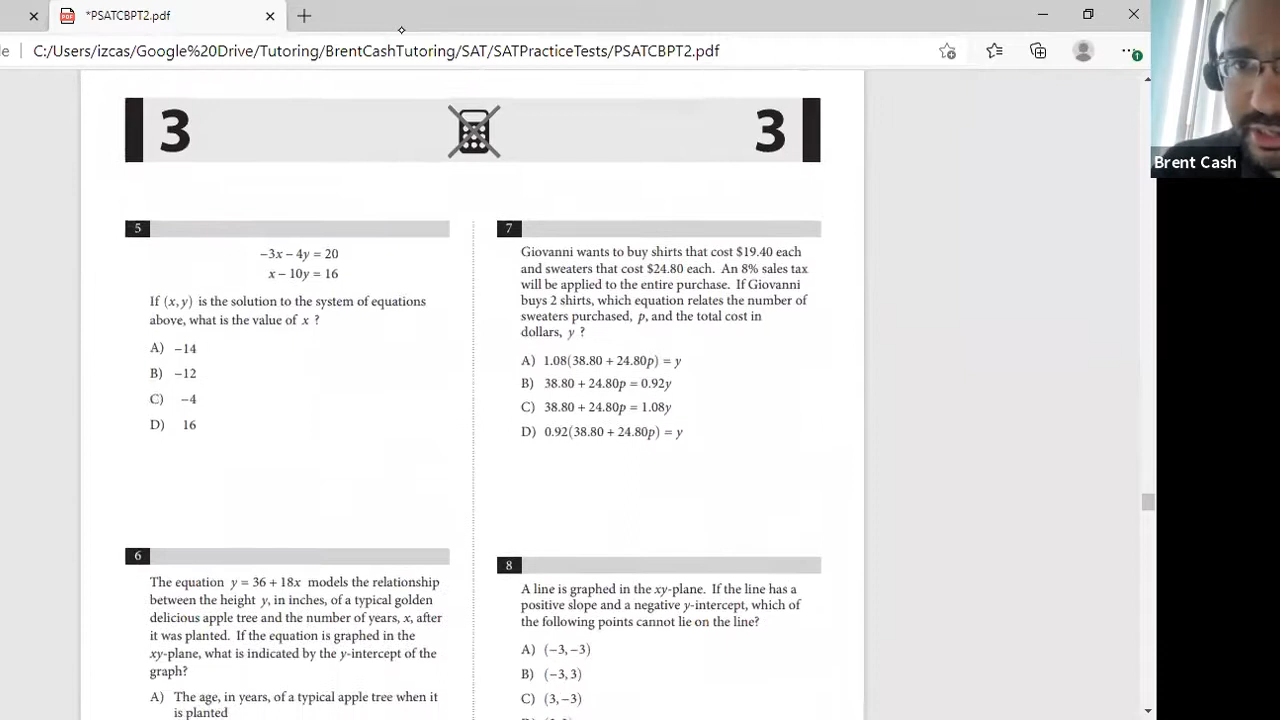 *PSATCBPT2.pdf
C:/Users/izcas/Google%20Drive/Tutoring/BrentCashTutoring/SAT/SATPracticeTests/PSATCBPT2.pdf
Brent Cash
3 3
5
−3x − 4y = 20
x − 10y = 16
If (x, y) is the solution to the system of equations
above, what is the value of x ?
A) −14
B) −12
C) −4
D) 16
6
The equation y = 36 + 18x models the relationship
between the height y, in inches, of a typical golden
delicious apple tree and the number of years, x, after
it was planted. If the equation is graphed in the
xy-plane, what is indicated by the y-intercept of the
graph?
A) The age, in years, of a typical apple tree when it
is planted
7
Giovanni wants to buy shirts that cost $19.40 each
and sweaters that cost $24.80 each. An 8% sales tax
will be applied to the entire purchase. If Giovanni
buys 2 shirts, which equation relates the number of
sweaters purchased, p, and the total cost in
dollars, y ?
A) 1.08(38.80 + 24.80p) = y
B) 38.80 + 24.80p = 0.92y
C) 38.80 + 24.80p = 1.08y
D) 0.92(38.80 + 24.80p) = y
8
A line is graphed in the xy-plane. If the line has a
positive slope and a negative y-intercept, which of
the following points cannot lie on the line?
A) (−3, −3)
B) (−3, 3)
C) (3, −3)